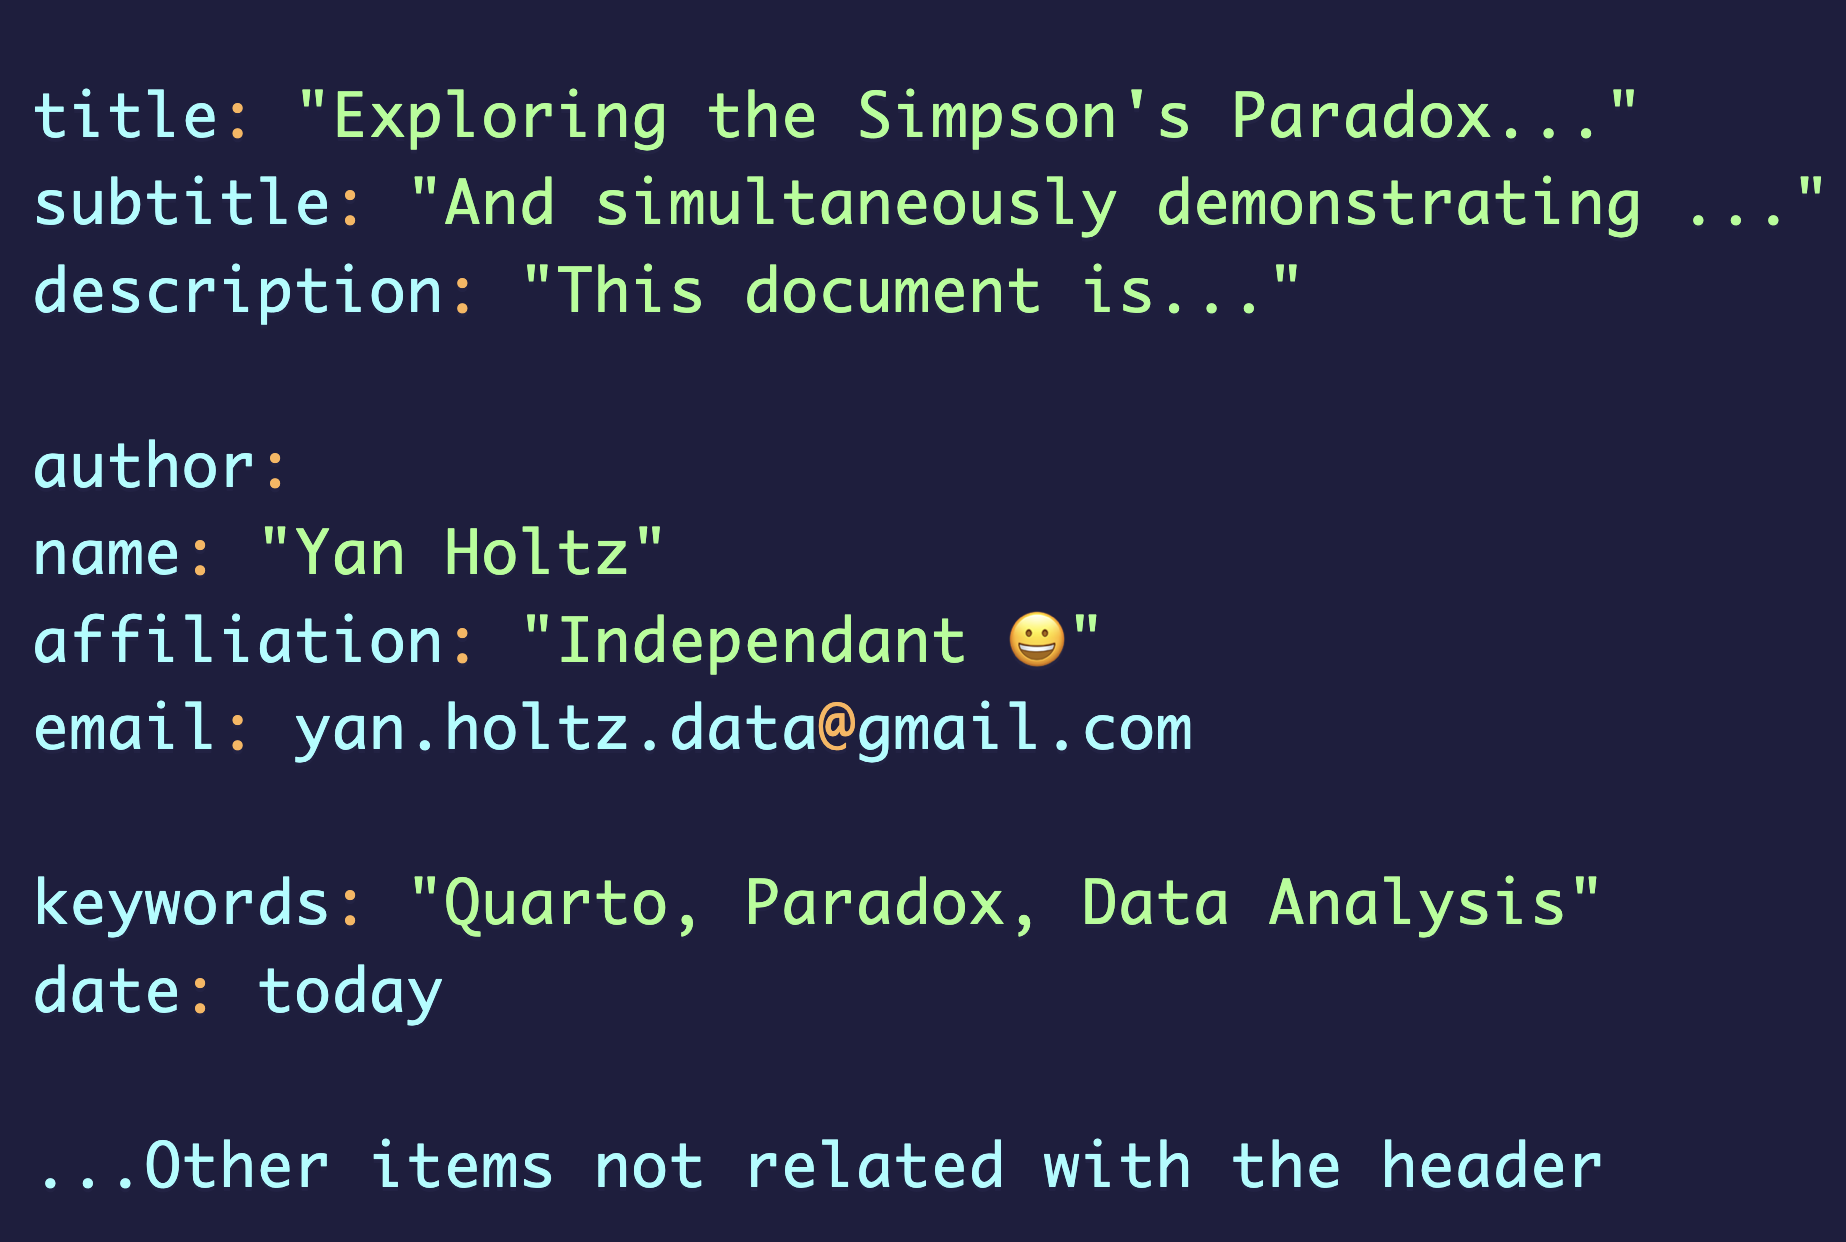 title: "Exploring the Simpson's Paradox..."
subtitle: "And simultaneously demonstrating ..."
description: "This document is..."
author:
name: "Yan Holtz"
affiliation: "Independant 😀"
email: yan.holtz.data@gmail.com
keywords: "Quarto, Paradox, Data Analysis"
date: today
...Other items not related with the header